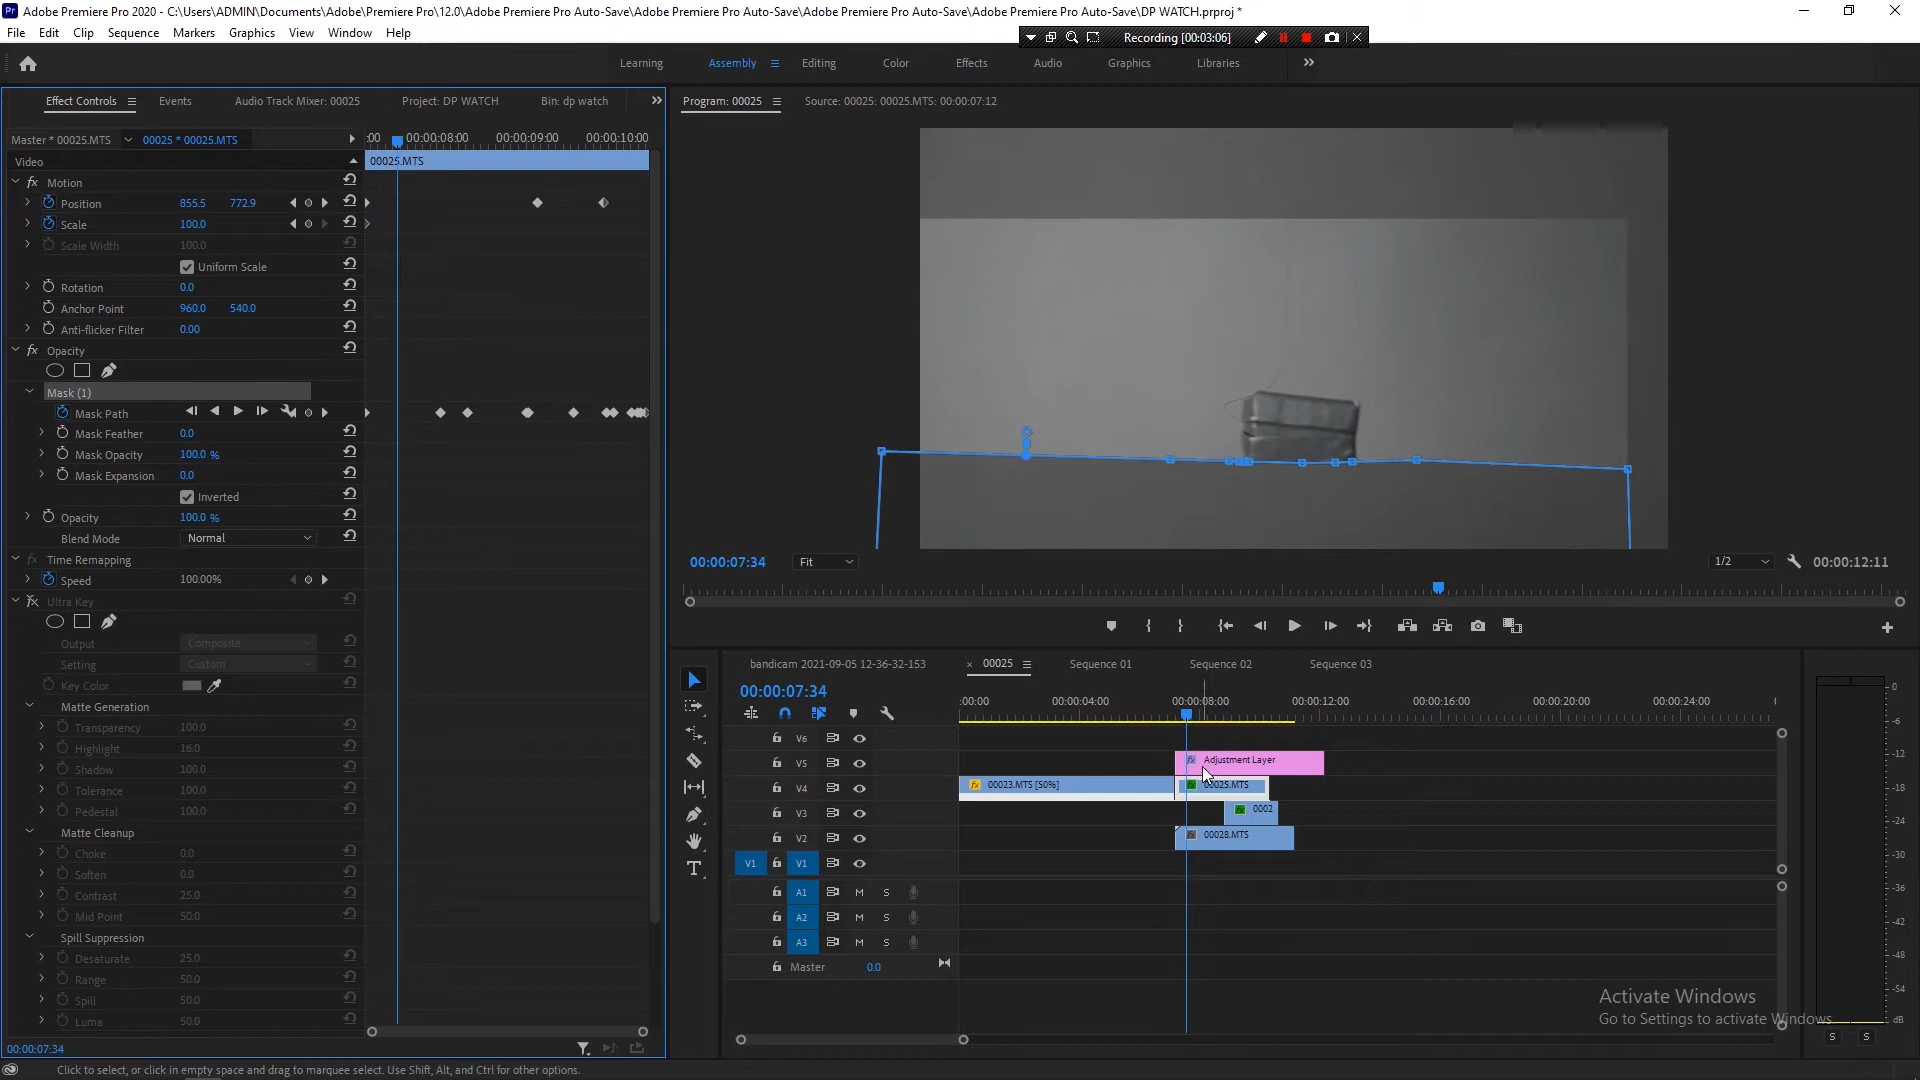 Adobe Premiere Pro 2020 - C:\Users\ADMIN\Documents\Adobe\Premiere Pro\12.0\Adobe Premiere Pro Auto-Save\Adobe Premiere Pro Auto-Save\Adobe Premiere Pro Auto-Save\Adobe Premiere Pro Auto-Save\DP WATCH.prproj *
File Edit Clip Sequence Markers Graphics View Window Help
Recording [00:03:06]
Learning Assembly Editing Color Effects Audio Graphics Libraries
Effect Controls Events Audio Track Mixer: 00025 Project: DP WATCH Bin: dp watch
Program: 00025 Source: 00025: 00025.MTS: 00:00:07:12
Master * 00025.MTS 00025 * 00025.MTS
:00 00:00:08:00 00:00:09:00 00:00:10:00
Video
00025.MTS
fx Motion
Position 855.5 772.9
Scale 100.0
Scale Width 100.0
Uniform Scale
Rotation 0.0
Anchor Point 960.0 540.0
Anti-flicker Filter 0.00
fx Opacity
Mask (1)
Mask Path
Mask Feather 0.0
Mask Opacity 100.0 %
Mask Expansion 0.0
Inverted
Opacity 100.0 %
Blend Mode Normal
fx Time Remapping
Speed 100.00%
fx Ultra Key
Output Composite
Setting Custom
Key Color
Matte Generation
Transparency 100.0
Highlight 16.0
Shadow 100.0
Tolerance 100.0
Pedestal 100.0
Matte Cleanup
Choke 0.0
Soften 0.0
Contrast 25.0
Mid Point 50.0
Spill Suppression
Desaturate 25.0
Range 50.0
Spill 50.0
Luma 50.0
00:00:07:34
00:00:07:34 Fit 1/2 00:00:12:11
bandicam 2021-09-05 12-36-32-153 × 00025 Sequence 01 Sequence 02 Sequence 03
00:00:07:34
:00:00 00:00:04:00 00:00:08:00 00:00:12:00 00:00:16:00 00:00:20:00 00:00:24:00
V6
V5 fx Adjustment Layer
V4 fx 00023.MTS [50%] fx 00025.MTS
V3 fx 0002
V2 fx 00028.MTS
V1 V1
A1 M S
A2 M S
A3 M S
Master 0.0
0
-6
-12
-18
-24
-30
-36
-42
-48
-54
dB
S S
Activate Windows
Go to Settings to activate Windows.
Click to select, or click in empty space and drag to marquee select. Use Shift, Alt, and Ctrl for other options.